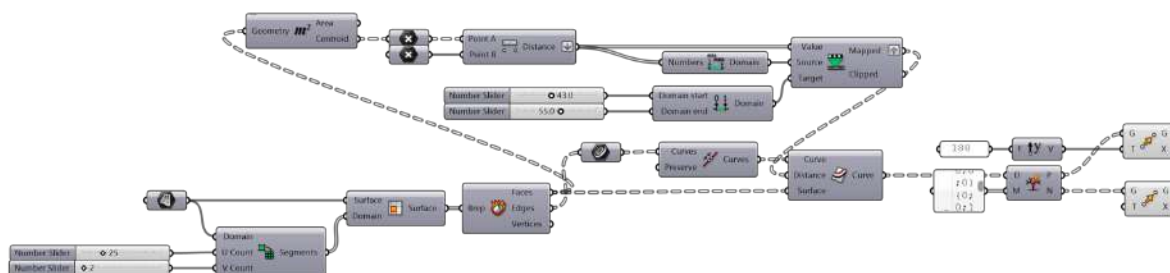 Geometry
Area
Centroid
Point A
Point B
Distance
Numbers
Domain
Value
Source
Target
Mapped
Clipped
Number Slider
43.0
Number Slider
55.0
Domain start
Domain end
Domain
Curves
Preserve
Curves
Curve
Distance
Surface
Curve
Y
V
G
T
G
X
M
N
G
T
G
X
Surface
Domain
Surface
Brep
Faces
Edges
Vertices
Domain
U Count
V Count
Segments
Number Slider
25
Number Slider
2